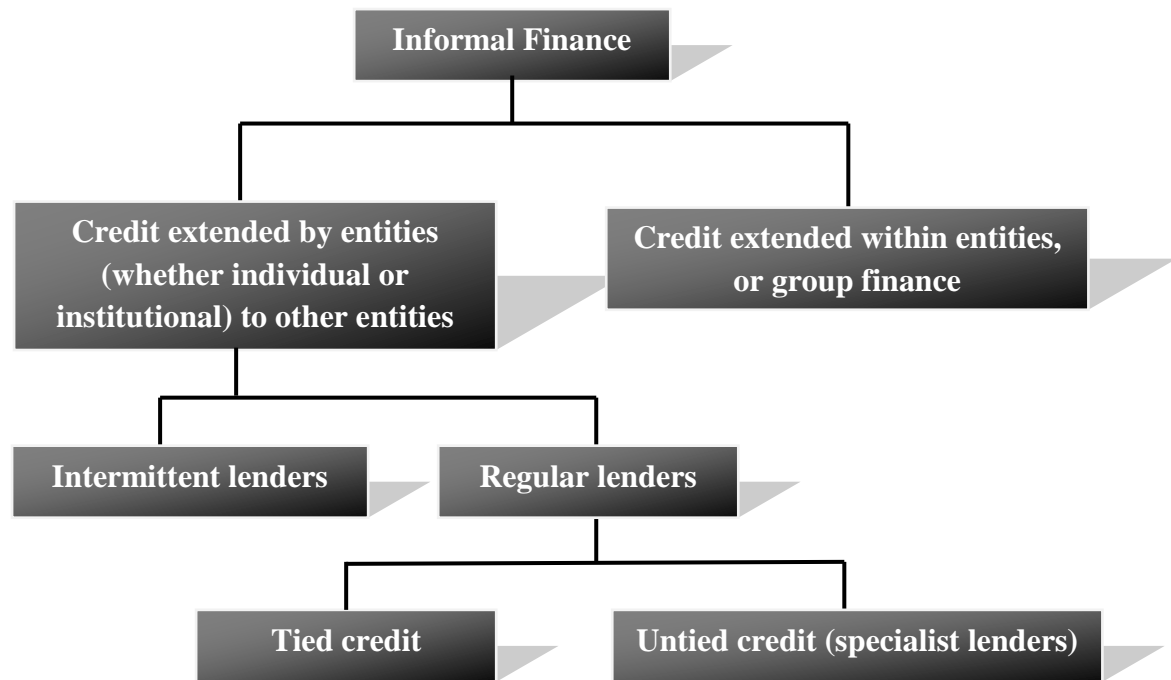 Informal Finance
Credit extended by entities
(whether individual or
institutional) to other entities
Credit extended within entities,
or group finance
Intermittent lenders
Regular lenders
Tied credit
Untied credit (specialist lenders)